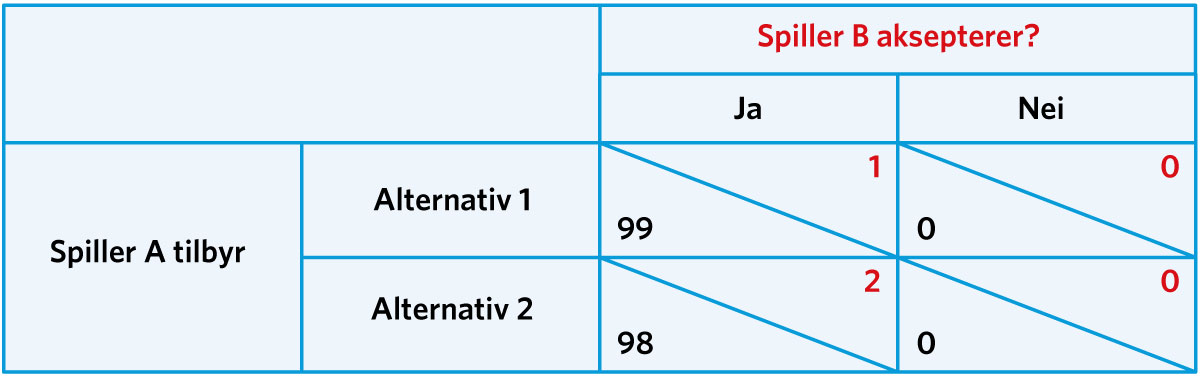 Spiller B aksepterer?
Ja Nei
Spiller A tilbyr
Alternativ 1
1
99
0
0
Alternativ 2
2
98
0
0